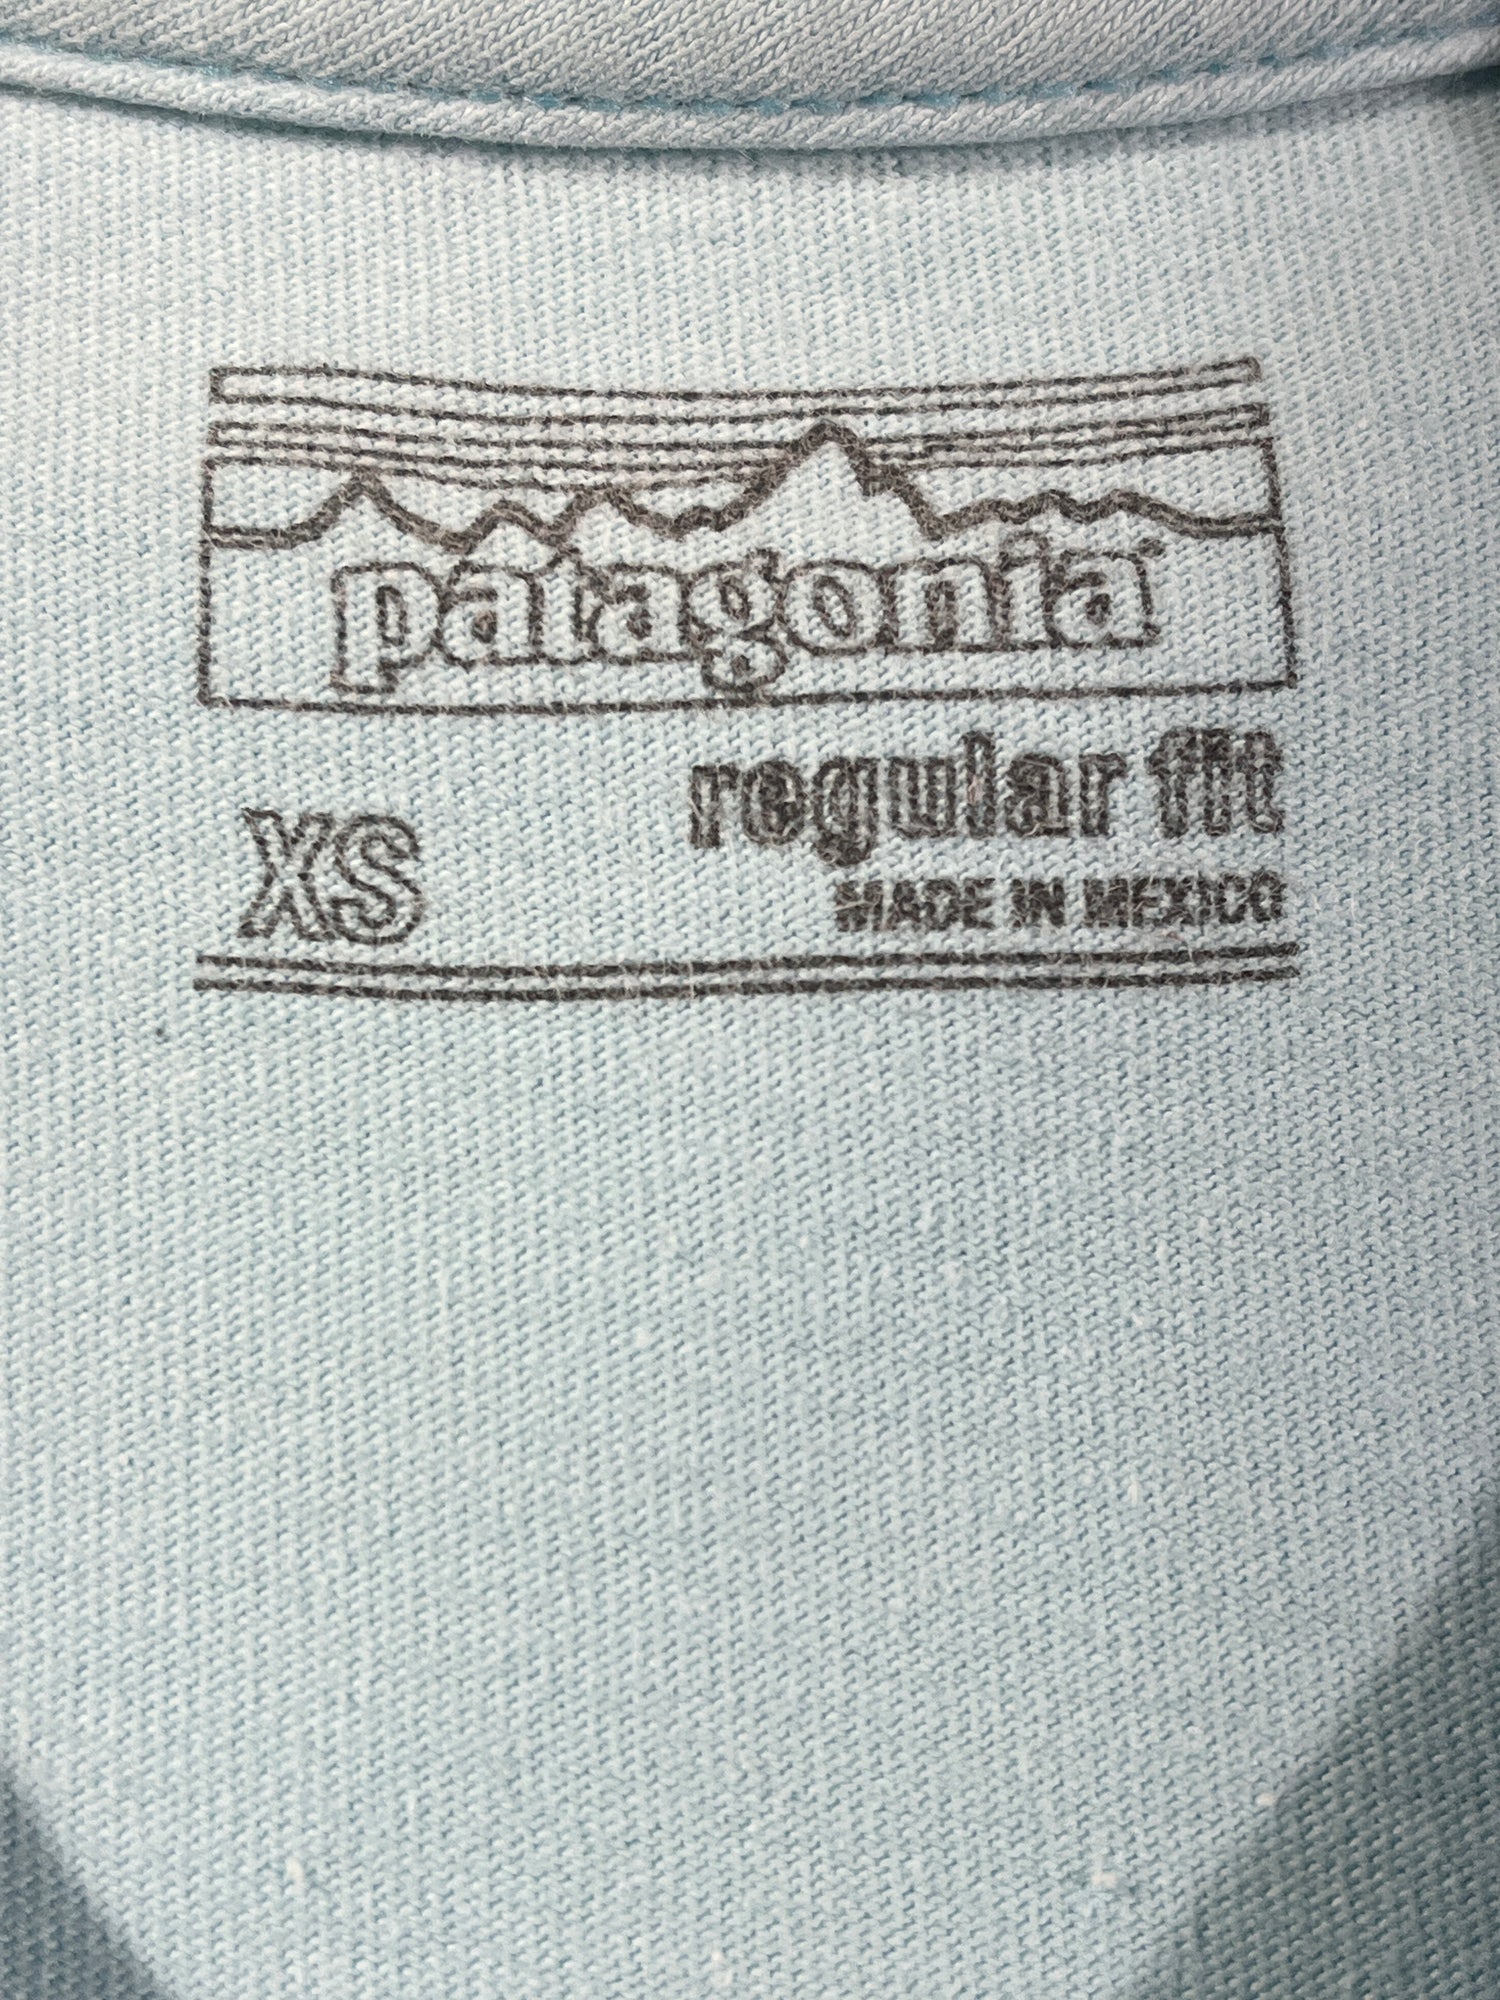 patagonia
XS
regular fit
MADE IN MEXICO